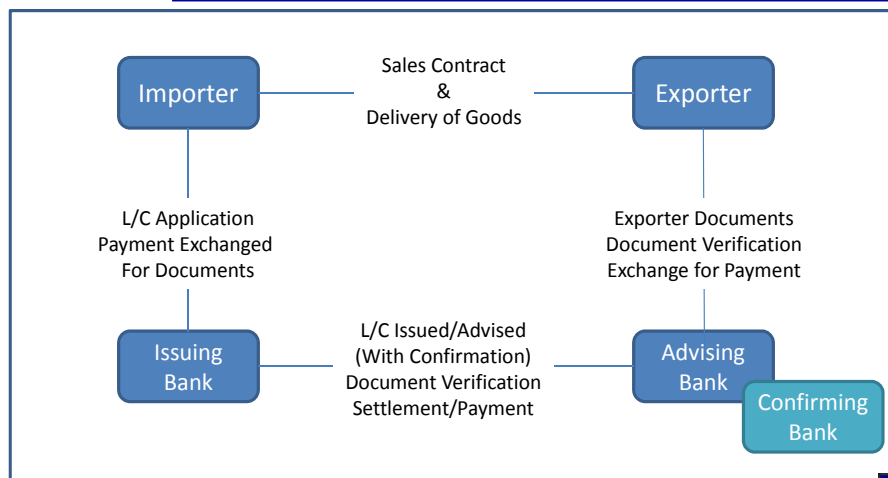 Importer
Sales Contract
&
Delivery of Goods
Exporter
L/C Application
Payment Exchanged
For Documents
Exporter Documents
Document Verification
Exchange for Payment
Issuing
Bank
L/C Issued/Advised
(With Confirmation)
Document Verification
Settlement/Payment
Advising
Bank
Confirming
Bank